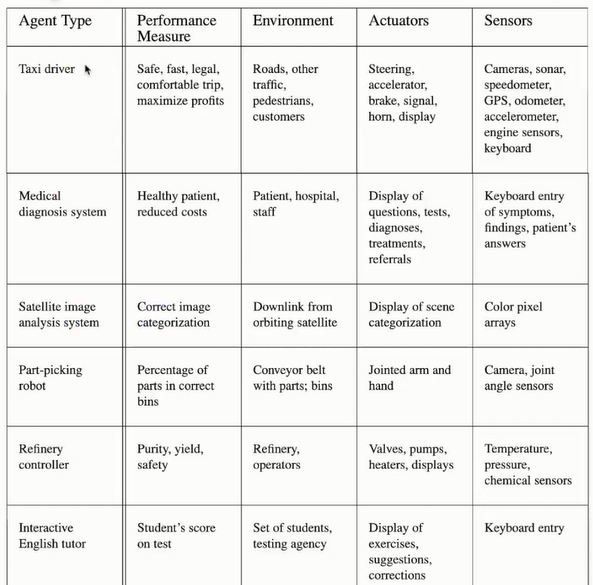 Agent Type
Performance
Measure
Environment
Actuators
Sensors
Taxi driver
Safe, fast, legal,
comfortable trip,
maximize profits
Roads, other
traffic,
pedestrians,
customers
Steering,
accelerator,
brake, signal,
horn, display
Cameras, sonar,
speedometer,
GPS, odometer,
accelerometer,
engine sensors,
keyboard
Medical
diagnosis system
Healthy patient,
reduced costs
Patient, hospital,
staff
Display of
questions, tests,
diagnoses,
treatments,
referrals
Keyboard entry
of symptoms,
findings, patient's
answers
Satellite image
analysis system
Correct image
categorization
Downlink from
orbiting satellite
Display of scene
categorization
Color pixel
arrays
Part-picking
robot
Percentage of
parts in correct
bins
Conveyor belt
with parts; bins
Jointed arm and
hand
Camera, joint
angle sensors
Refinery
controller
Purity, yield,
safety
Refinery,
operators
Valves, pumps,
heaters, displays
Temperature,
pressure,
chemical sensors
Interactive
English tutor
Student's score
on test
Set of students,
testing agency
Display of
exercises,
suggestions,
corrections
Keyboard entry